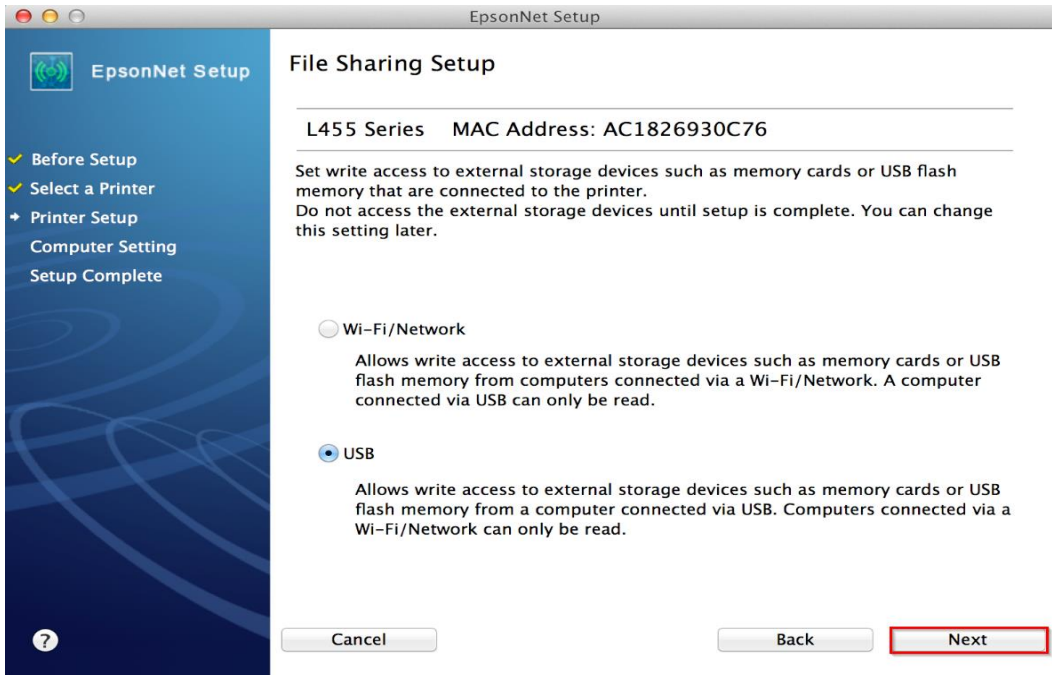 EpsonNet Setup
EpsonNet Setup
Before Setup
Select a Printer
Printer Setup
Computer Setting
Setup Complete
?
File Sharing Setup
L455 Series MAC Address: AC1826930C76
Set write access to external storage devices such as memory cards or USB flash
memory that are connected to the printer.
Do not access the external storage devices until setup is complete. You can change
this setting later.
Wi-Fi/Network
Allows write access to external storage devices such as memory cards or USB
flash memory from computers connected via a Wi-Fi/Network. A computer
connected via USB can only be read.
USB
Allows write access to external storage devices such as memory cards or USB
flash memory from a computer connected via USB. Computers connected via a
Wi-Fi/Network can only be read.
Cancel Back Next